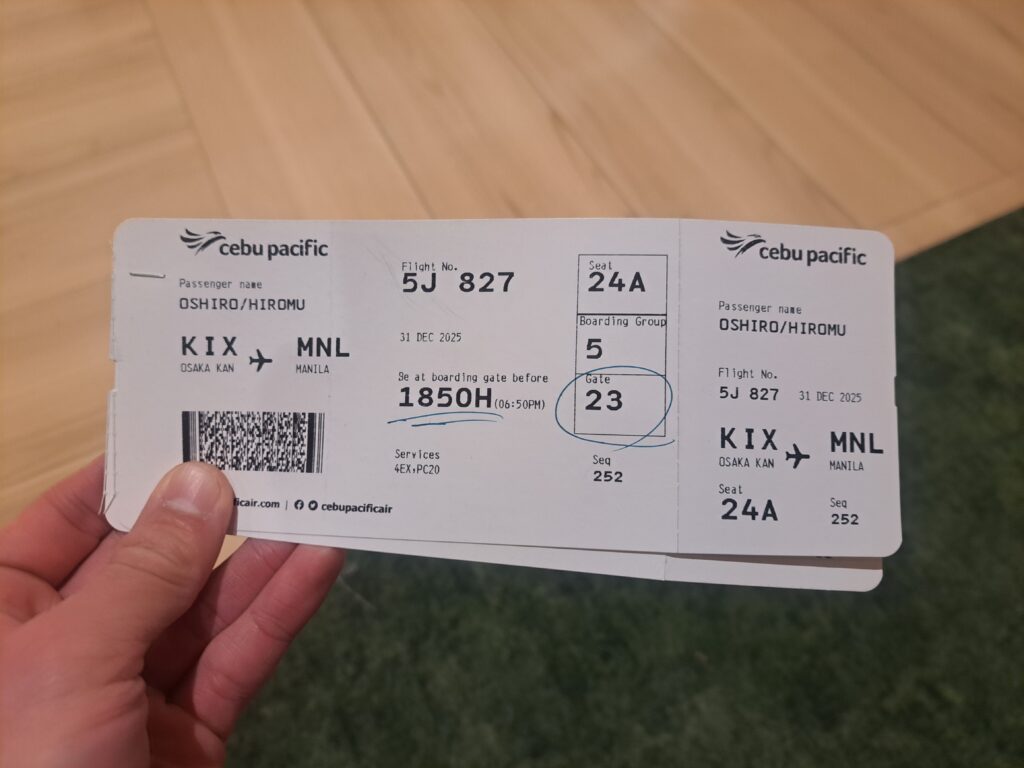 cebu pacific
Passenger name
OSHIRO/HIROMU
KIX MNL
OSAKA KAN MANILA
ficair.com | cebupacificair
Flight No.
5J 827
31 DEC 2025
Be at boarding gate before
1850H(06:50PM)
Services
4EX,PC20
Seat
24A
Boarding Group
5
Gate
23
Seq
252
cebu pacific
Passenger name
OSHIRO/HIROMU
Flight No.
5J 827 31 DEC 2025
KIX MNL
OSAKA KAN MANILA
Seat Seq
24A 252